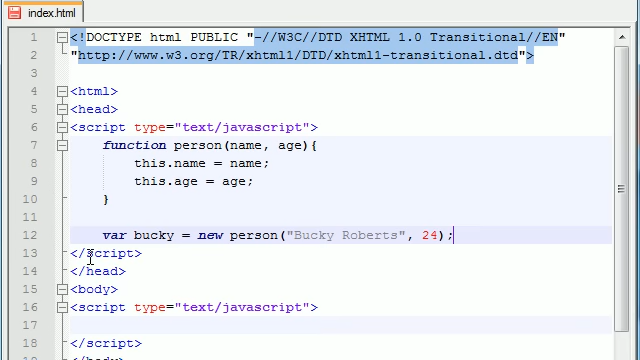 index.html
1 <!DOCTYPE html PUBLIC "-//W3C//DTD XHTML 1.0 Transitional//EN"
2 "http://www.w3.org/TR/xhtml1/DTD/xhtml1-transitional.dtd">
3
4 <html>
5 <head>
6 <script type="text/javascript">
7 function person(name, age){
8 this.name = name;
9 this.age = age;
10 }
11
12 var bucky = new person("Bucky Roberts", 24);
13 </script>
14 </head>
15 <body>
16 <script type="text/javascript">
17
18 </script>
</body>